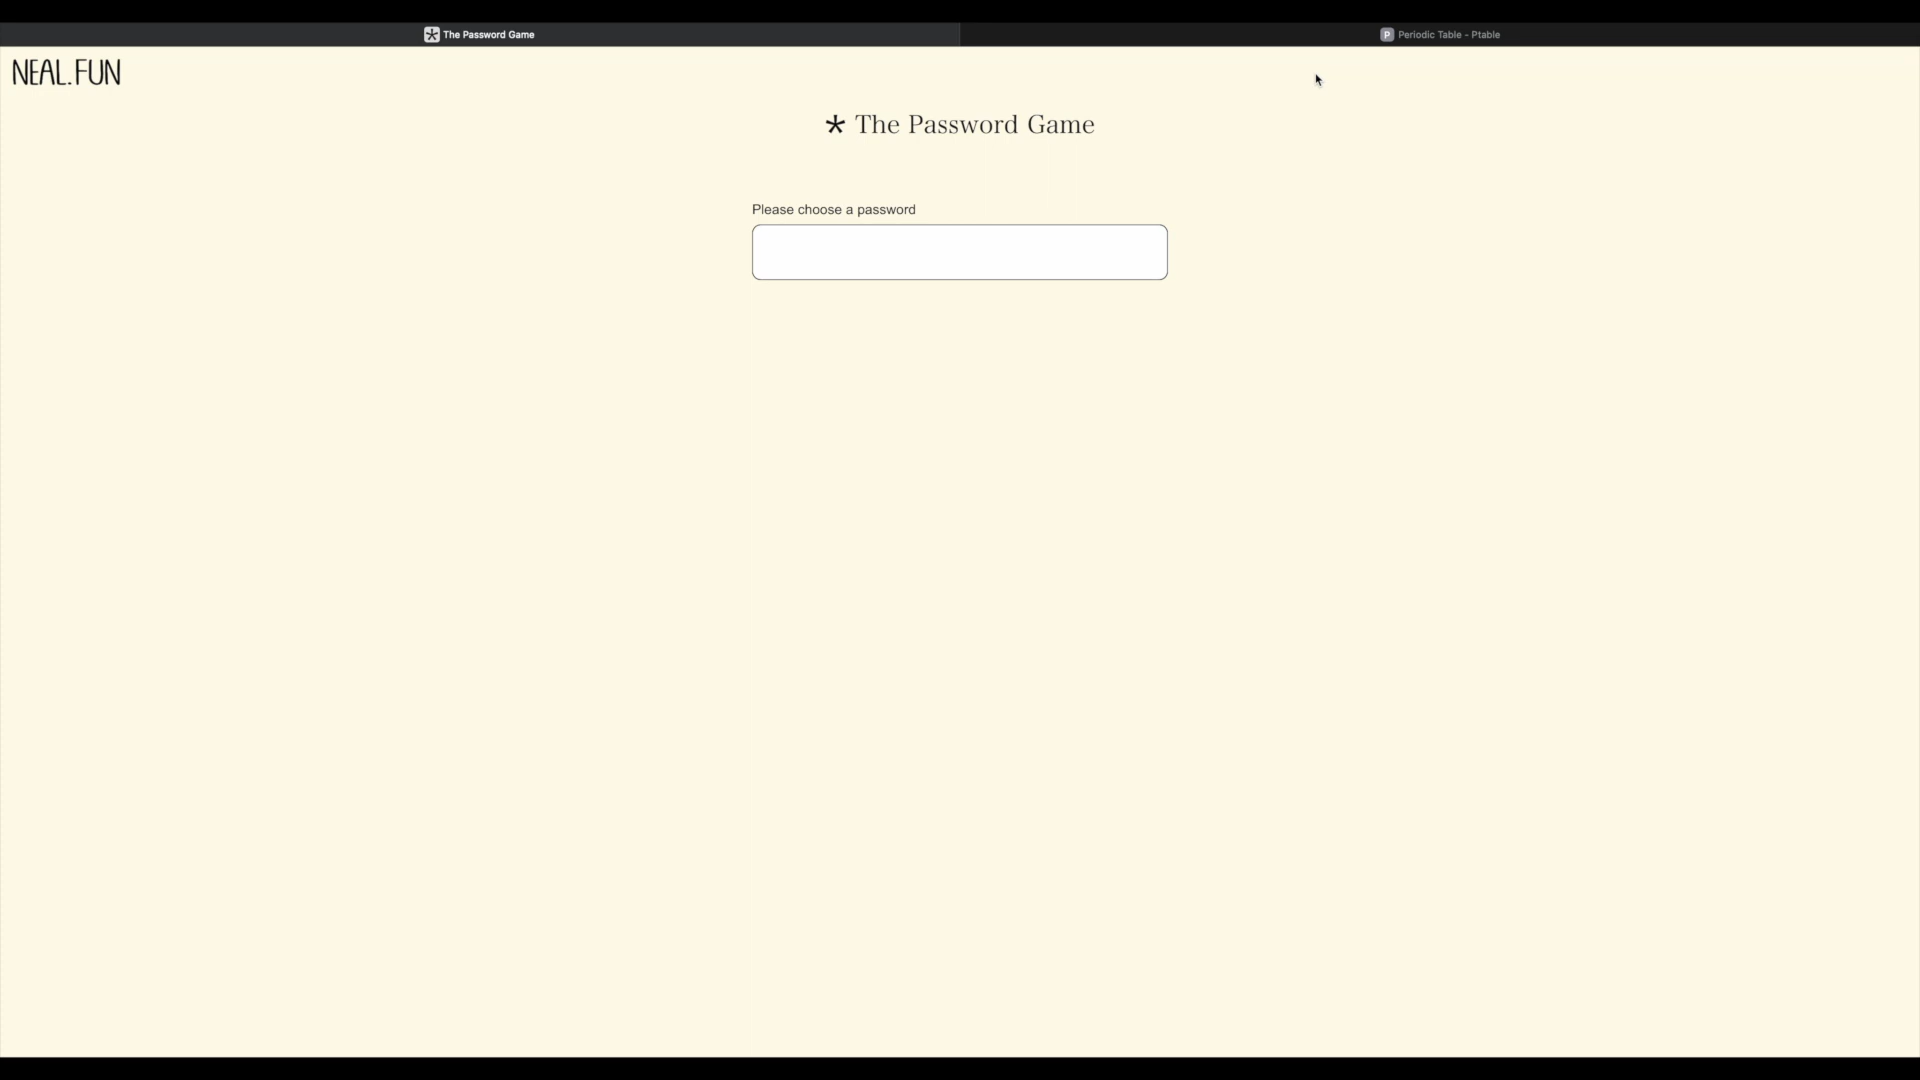 The Password Game
Periodic Table - Ptable
NEAL.FUN
* The Password Game
Please choose a password